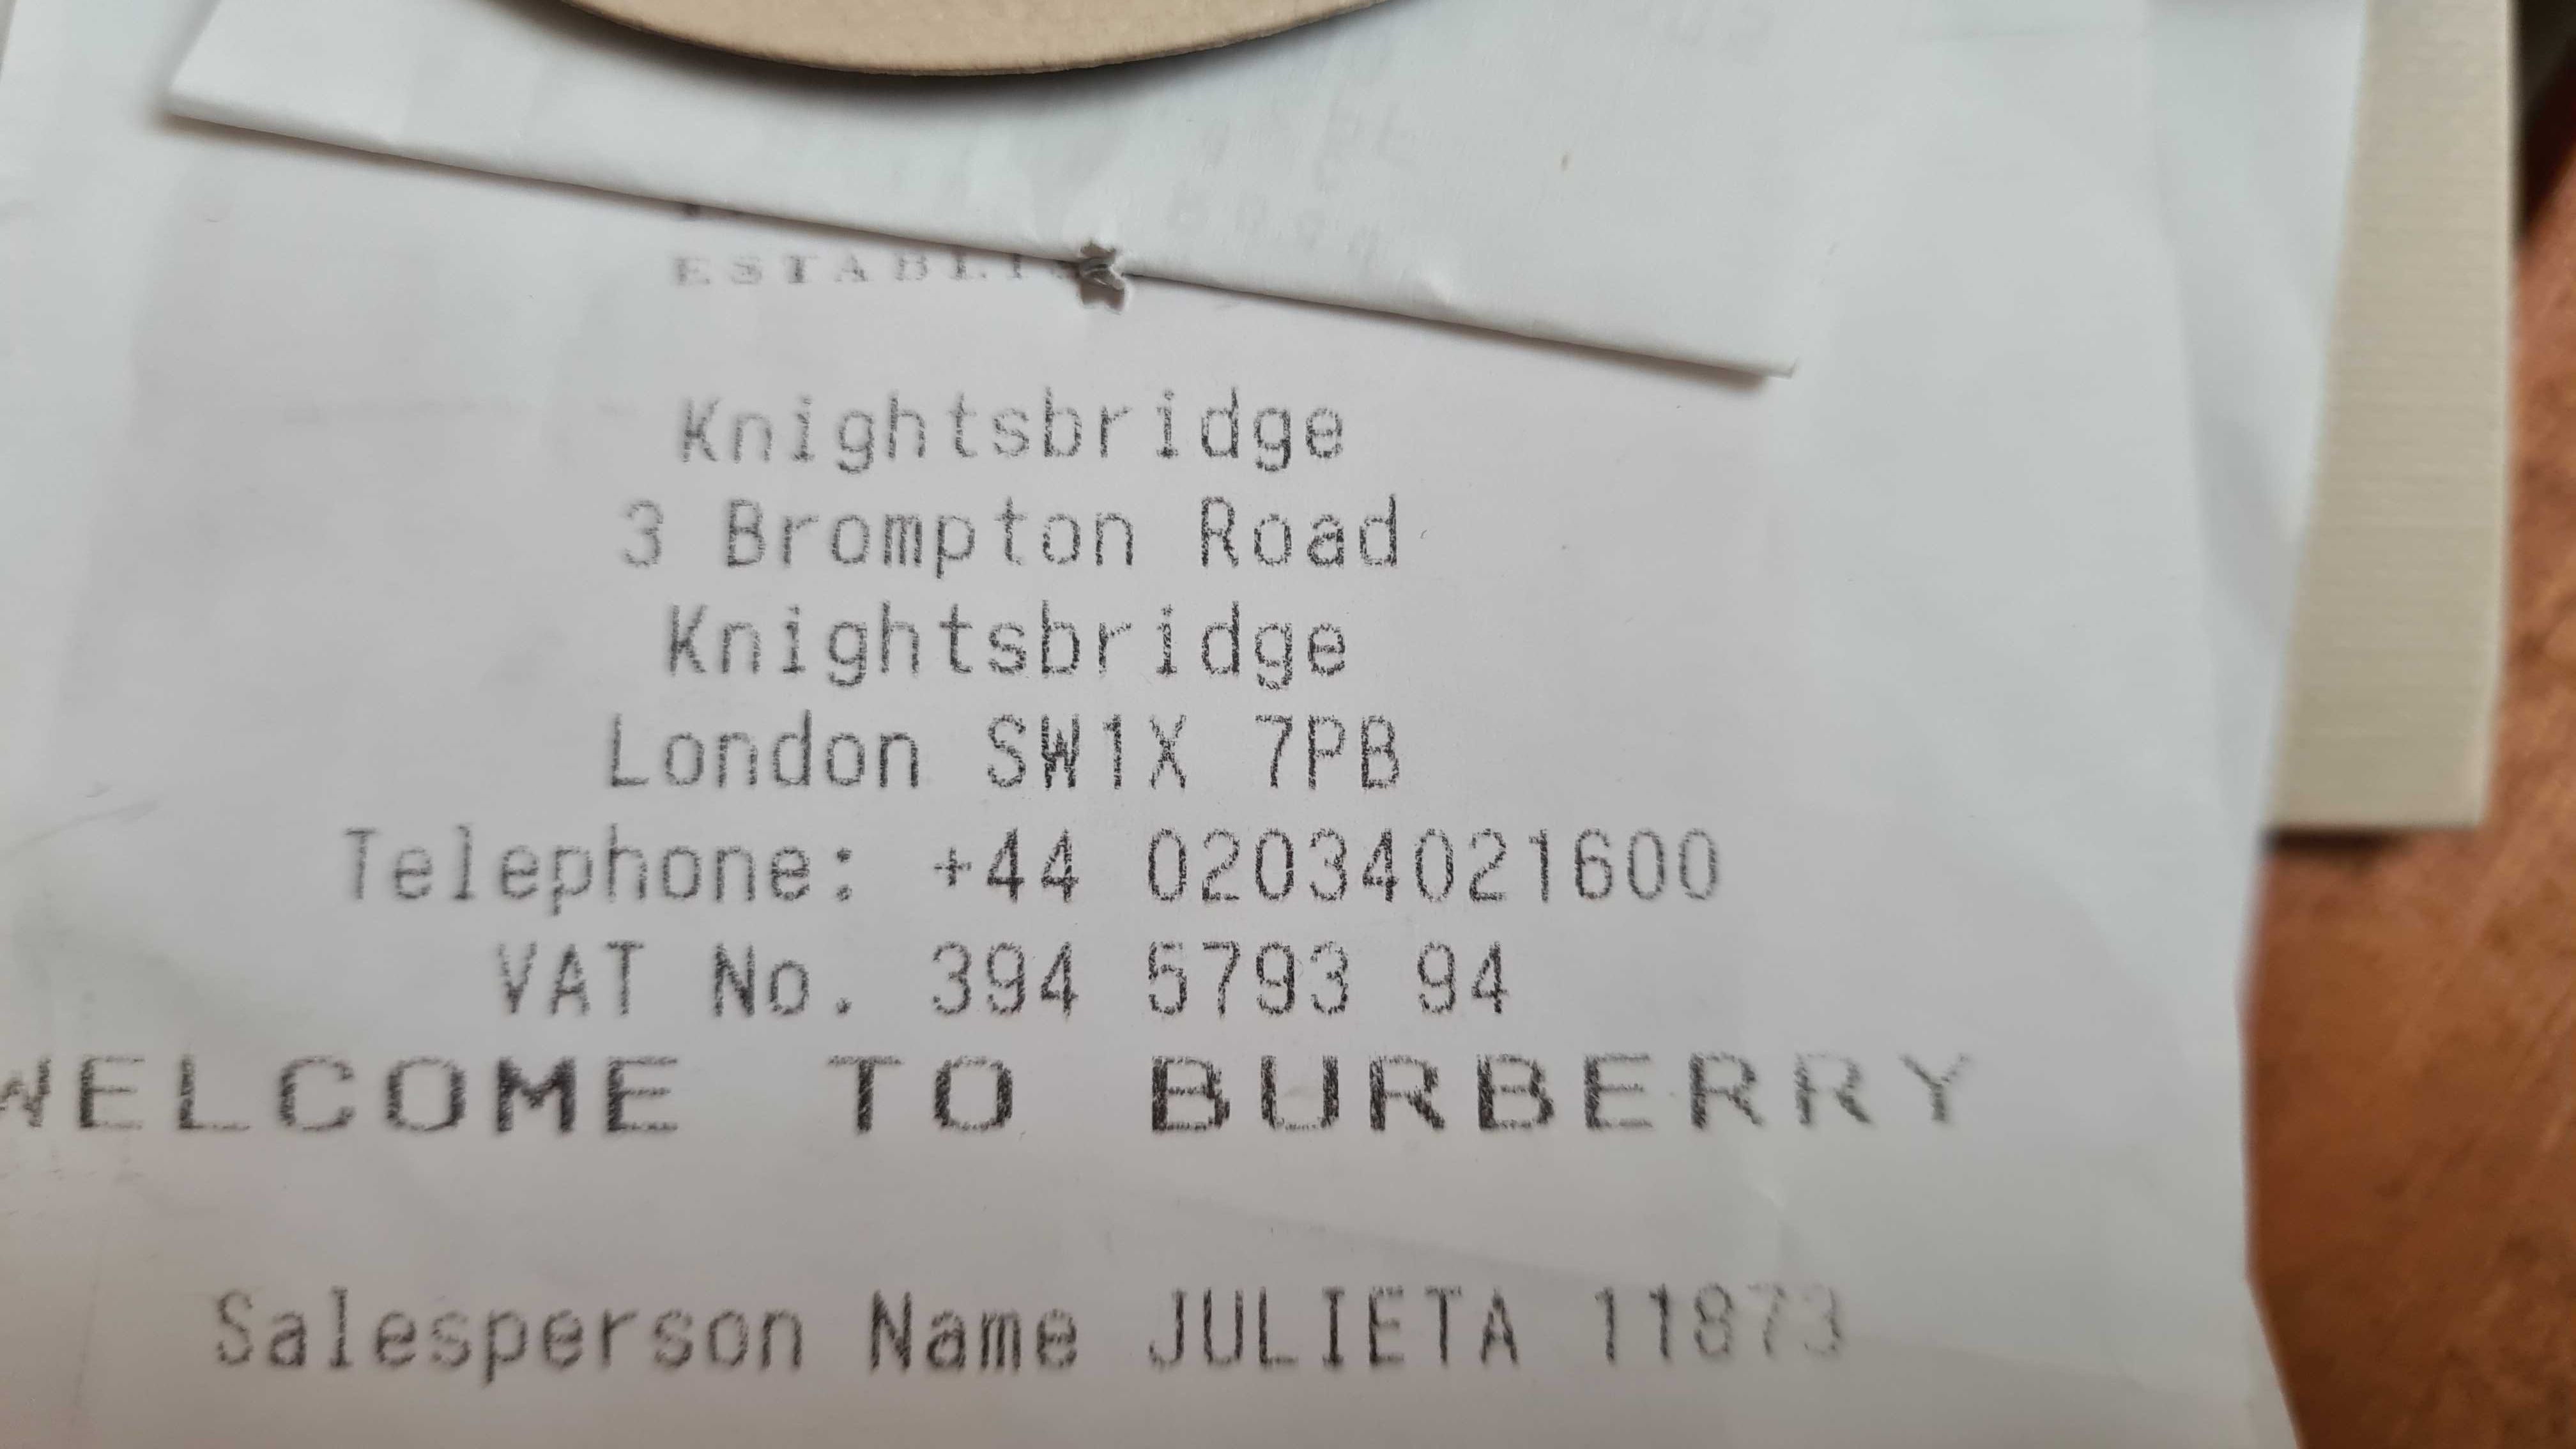 Knightsbridge
3 Brompton Road
Knightsbridge
London SW1X 7PB
Telephone: +44 02034021600
VAT No. 394 5793 94
WELCOME TO BURBERRY
Salesperson Name JULIETA 11873